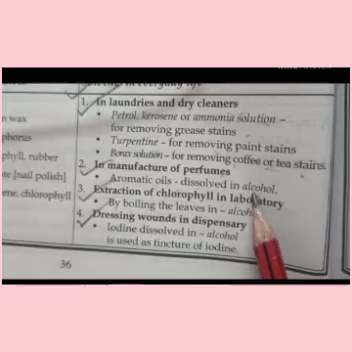 1. In laundries and dry cleaners
• Petrol, kerosene or ammonia solution –
for removing grease stains
• Turpentine – for removing paint stains
• Borax solution – for removing coffee or tea stains.
2. In manufacture of perfumes
• Aromatic oils - dissolved in alcohol.
3. Extraction of chlorophyll in laboratory
• By boiling the leaves in – alcohol
4. Dressing wounds in dispensary
• Iodine dissolved in – alcohol
is used as tincture of iodine.
n wax
phorus
phyll, rubber
[nail polish]
ene, chlorophyll
36